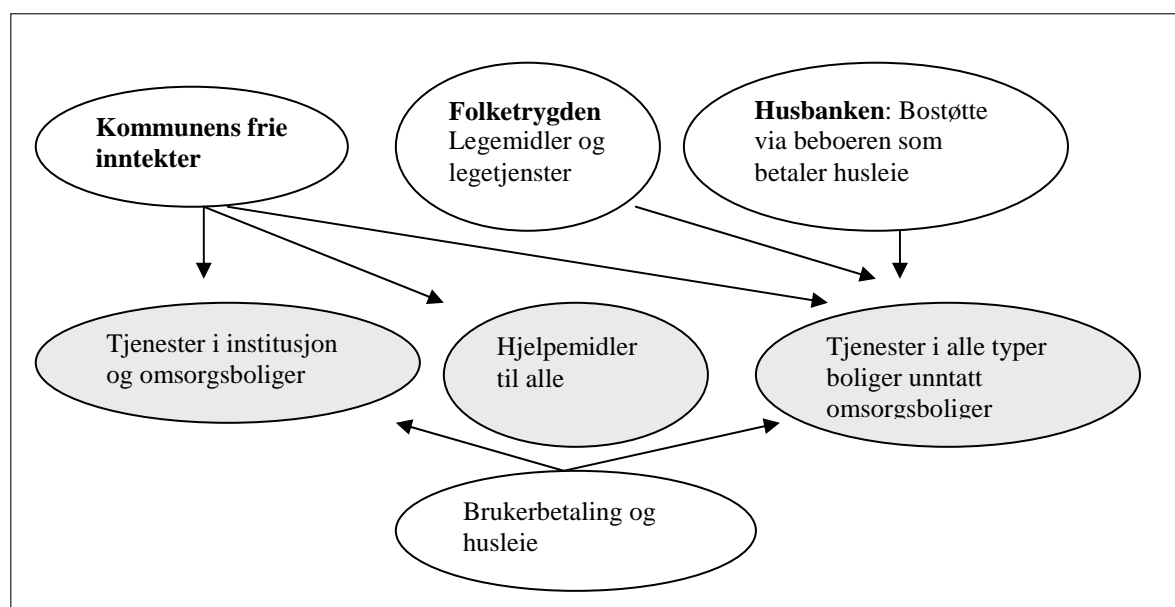 Kommunens frie
inntekter
Folketrygden
Legemidler og
legetjenster
Husbanken: Bostøtte
via beboeren som
betaler husleie
Tjenester i institusjon
og omsorgsboliger
Hjelpemidler
til alle
Tjenester i alle typer
boliger unntatt
omsorgsboliger
Brukerbetaling og
husleie